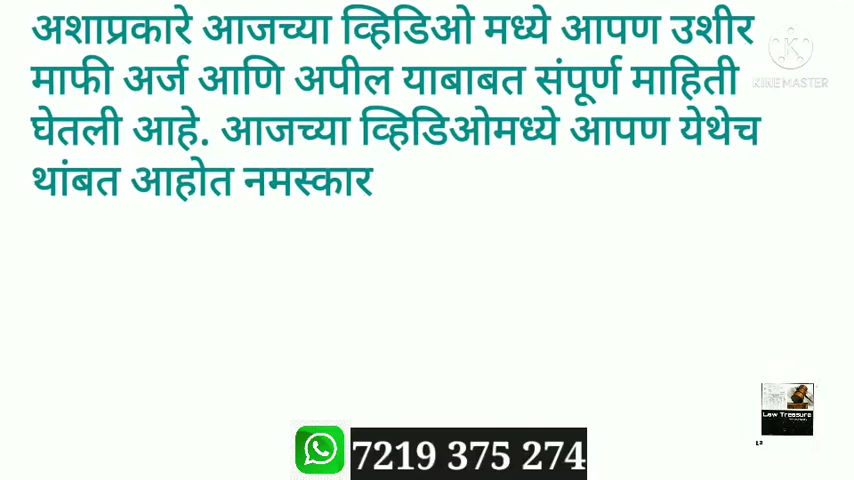 अशाप्रकारे आजच्या व्हिडिओ मध्ये आपण उशीर
माफी अर्ज आणि अपील याबाबत संपूर्ण माहिती
घेतली आहे. आजच्या व्हिडिओमध्ये आपण येथेच
थांबत आहोत नमस्कार
KINEMASTER
Law Treasure
7219 375 274